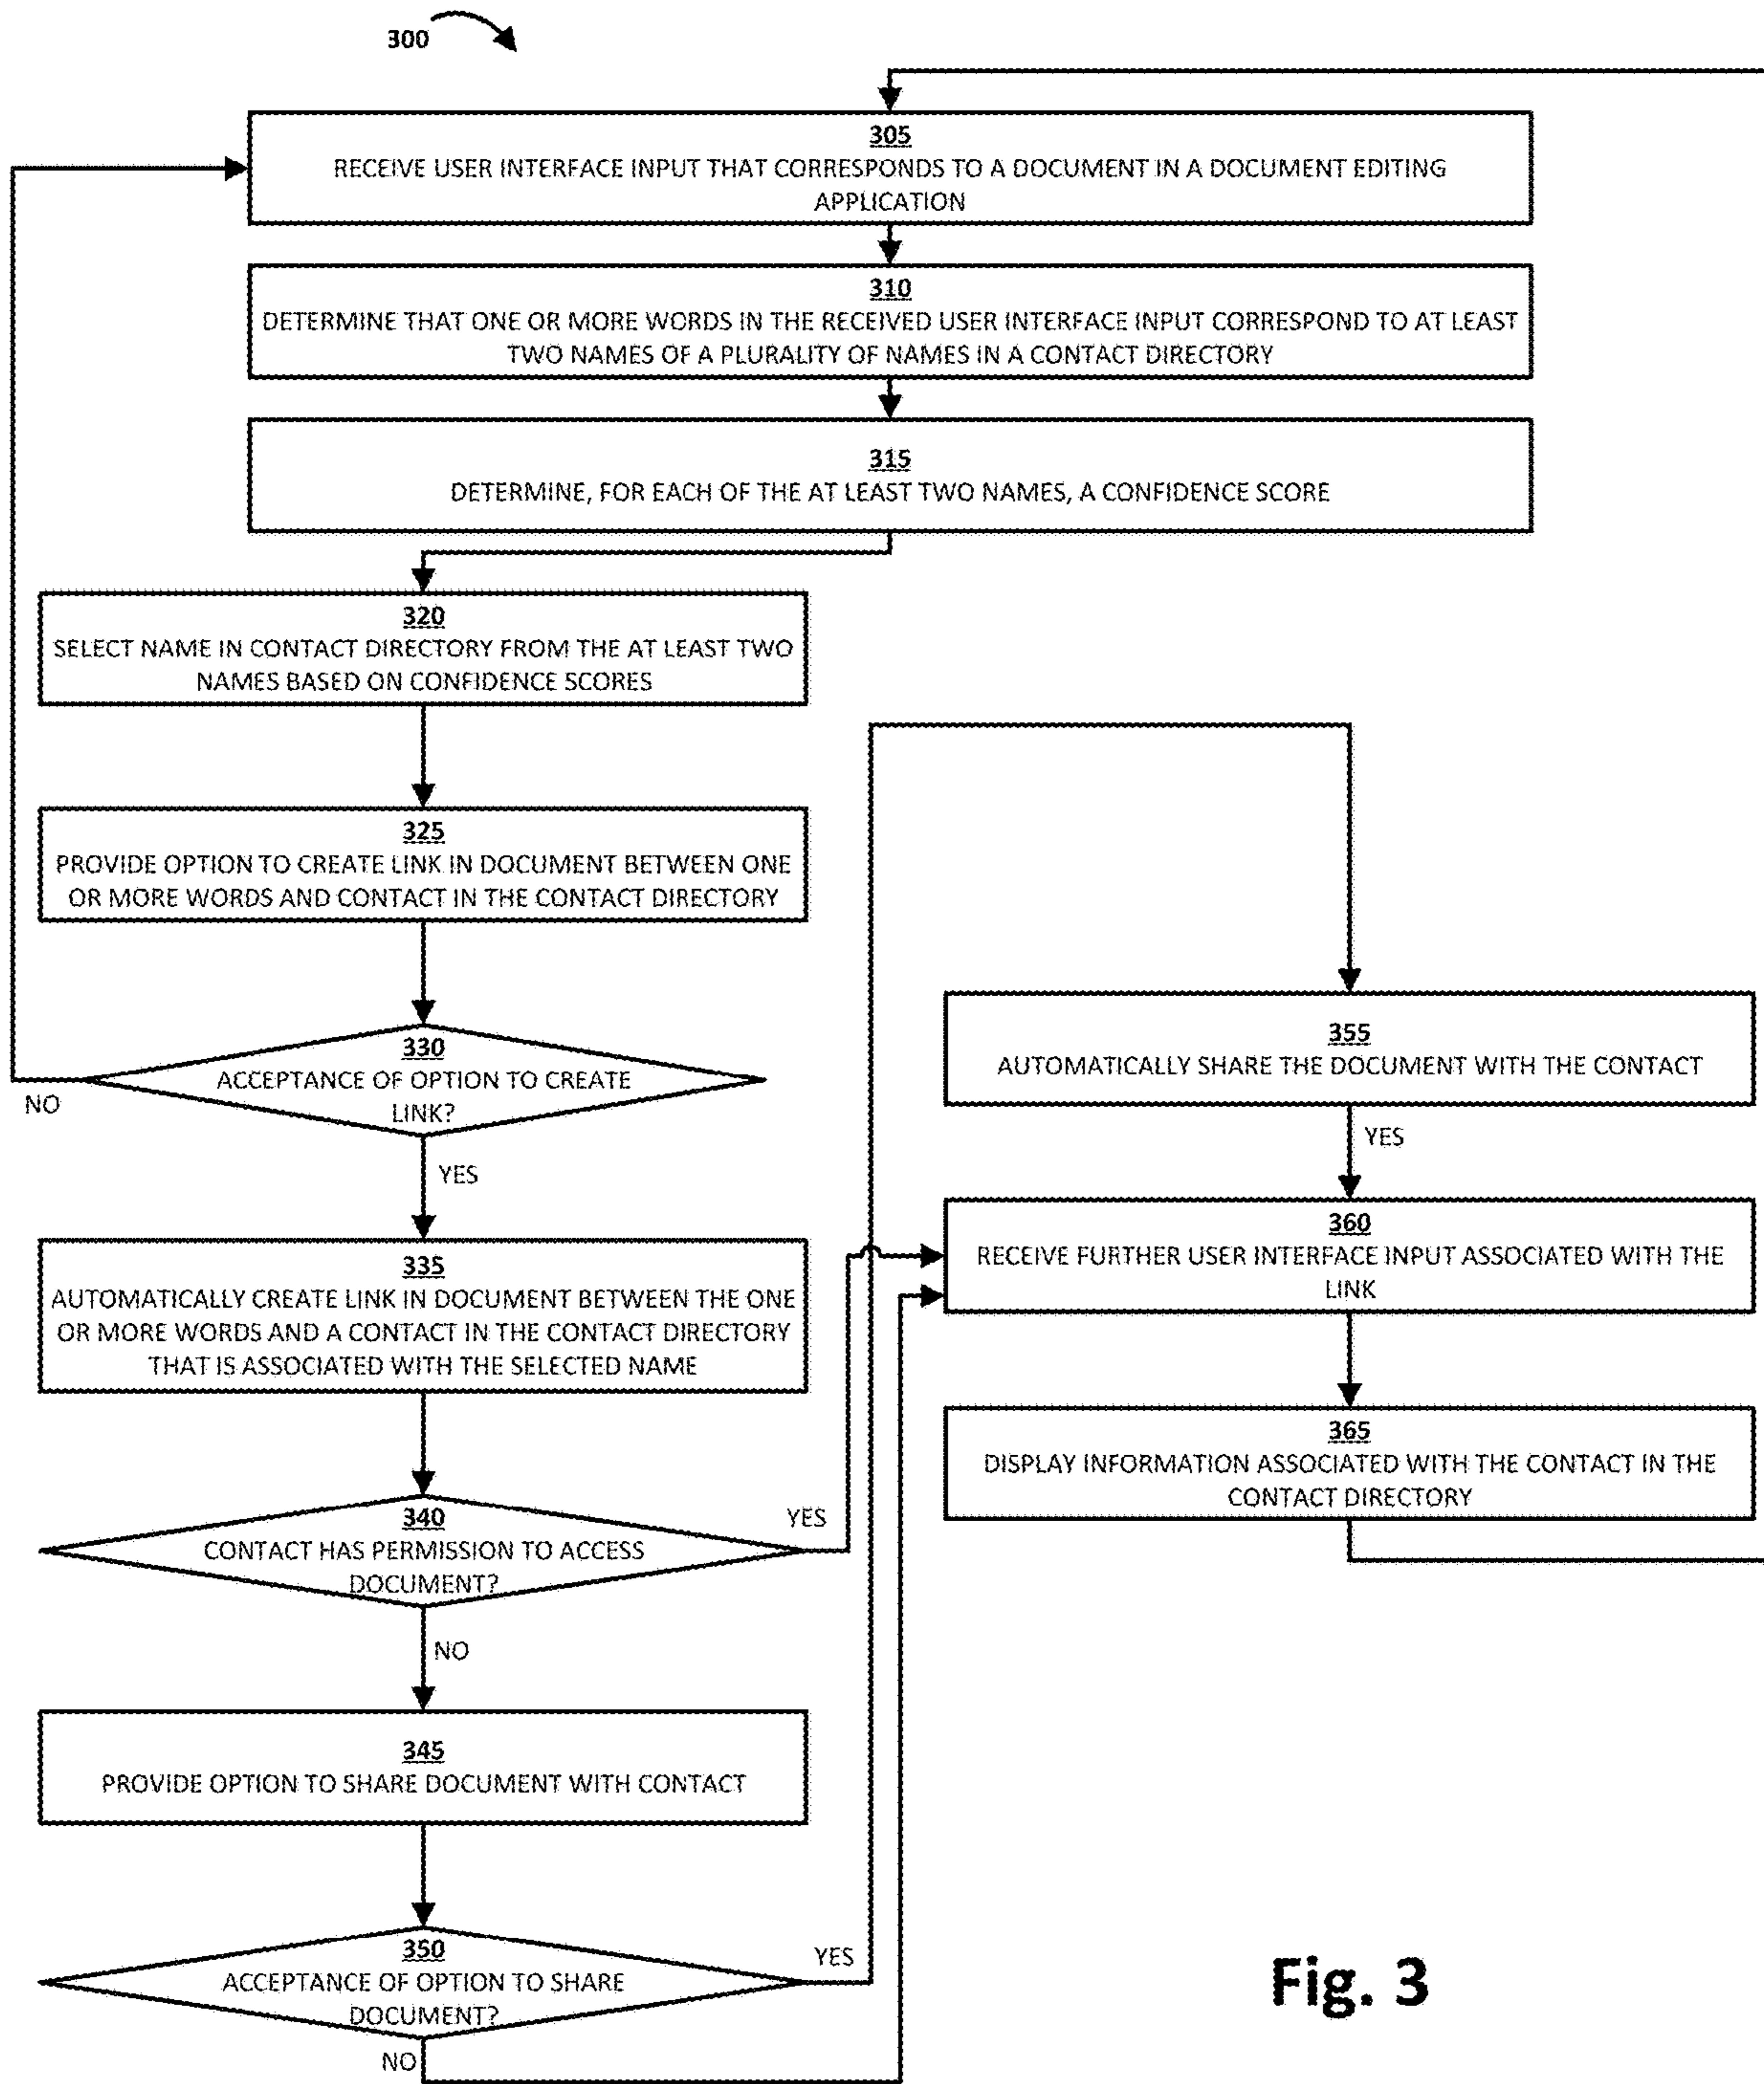 300
305
RECEIVE USER INTERFACE INPUT THAT CORRESPONDS TO A DOCUMENT IN A DOCUMENT EDITING
APPLICATION
310
DETERMINE THAT ONE OR MORE WORDS IN THE RECEIVED USER INTERFACE INPUT CORRESPOND TO AT LEAST
TWO NAMES OF A PLURALITY OF NAMES IN A CONTACT DIRECTORY
315
DETERMINE, FOR EACH OF THE AT LEAST TWO NAMES, A CONFIDENCE SCORE
320
SELECT NAME IN CONTACT DIRECTORY FROM THE AT LEAST TWO
NAMES BASED ON CONFIDENCE SCORES
325
PROVIDE OPTION TO CREATE LINK IN DOCUMENT BETWEEN ONE
OR MORE WORDS AND CONTACT IN THE CONTACT DIRECTORY
330
ACCEPTANCE OF OPTION TO CREATE
LINK?
NO
YES
335
AUTOMATICALLY CREATE LINK IN DOCUMENT BETWEEN THE ONE
OR MORE WORDS AND A CONTACT IN THE CONTACT DIRECTORY
THAT IS ASSOCIATED WITH THE SELECTED NAME
340
CONTACT HAS PERMISSION TO ACCESS
DOCUMENT?
YES
NO
345
PROVIDE OPTION TO SHARE DOCUMENT WITH CONTACT
350
ACCEPTANCE OF OPTION TO SHARE
DOCUMENT?
YES
NO
355
AUTOMATICALLY SHARE THE DOCUMENT WITH THE CONTACT
YES
360
RECEIVE FURTHER USER INTERFACE INPUT ASSOCIATED WITH THE
LINK
365
DISPLAY INFORMATION ASSOCIATED WITH THE CONTACT IN THE
CONTACT DIRECTORY
Fig. 3